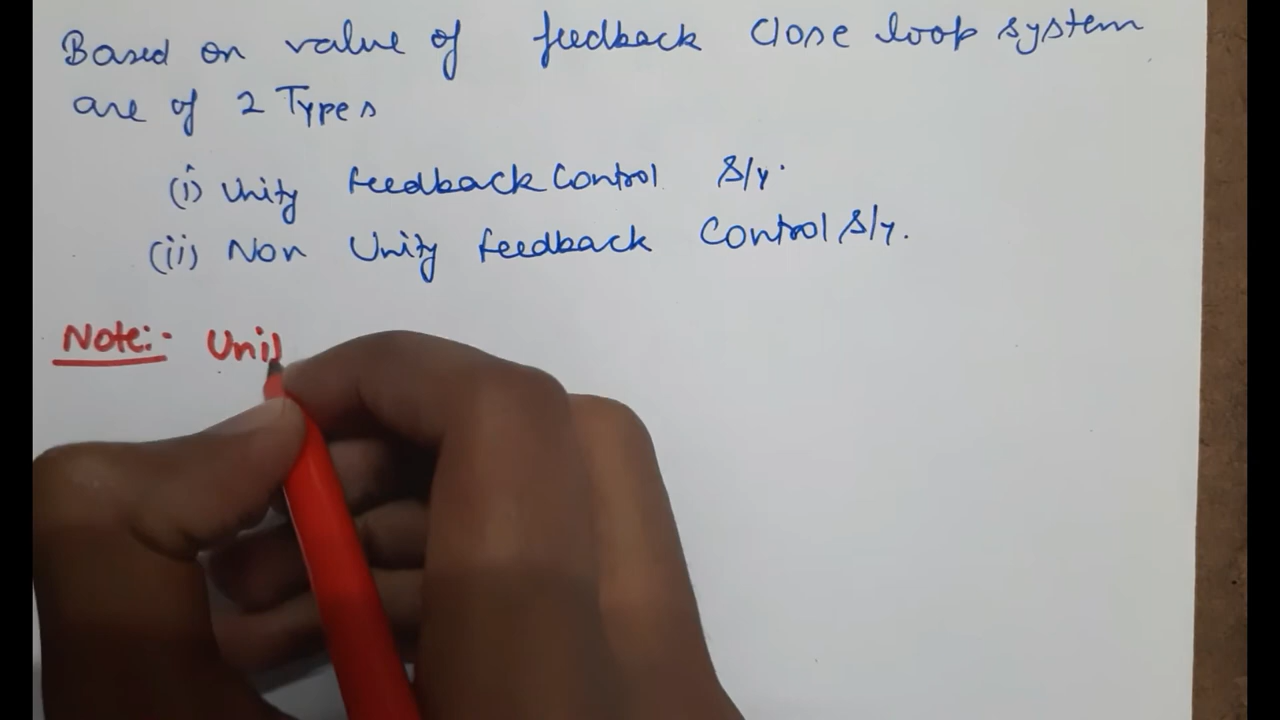 Based on value of feedback Close loop system
are of 2 Types
(i) Unity feedback Control S/y.
(ii) Non Unity feedback Control S/y.
Note:- Uni